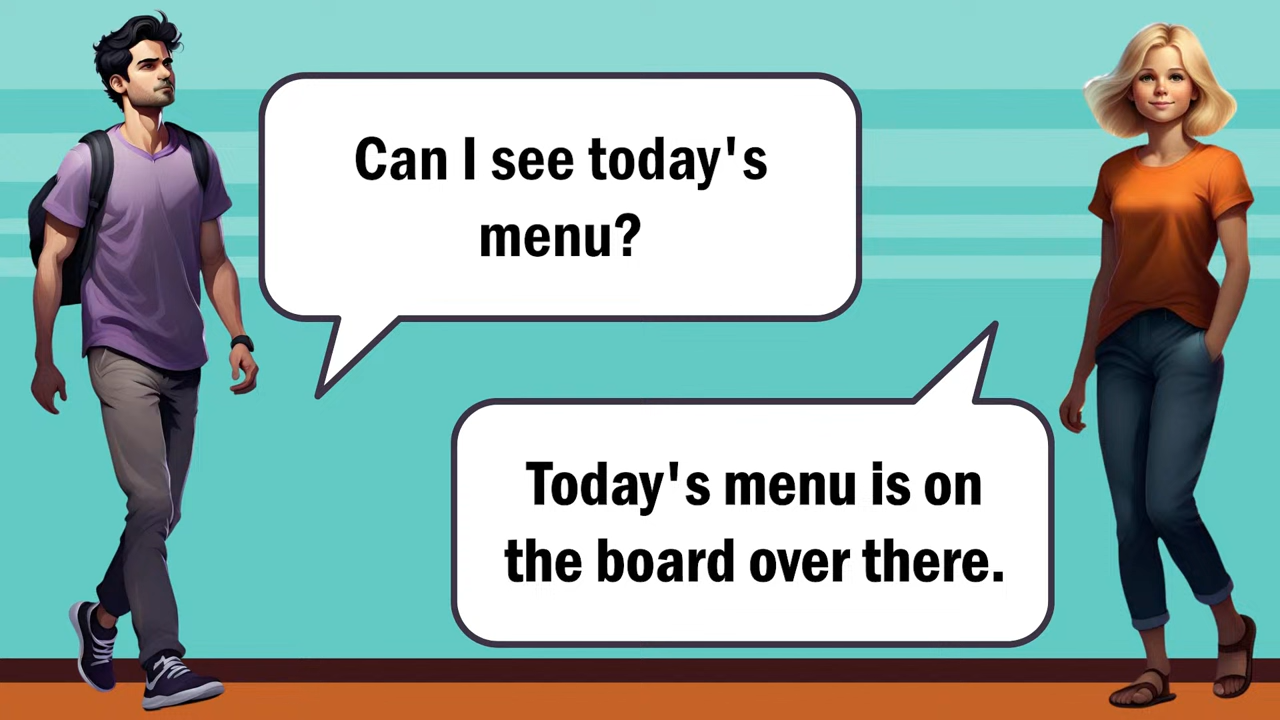 Can I see today's
menu?
Today's menu is on
the board over there.